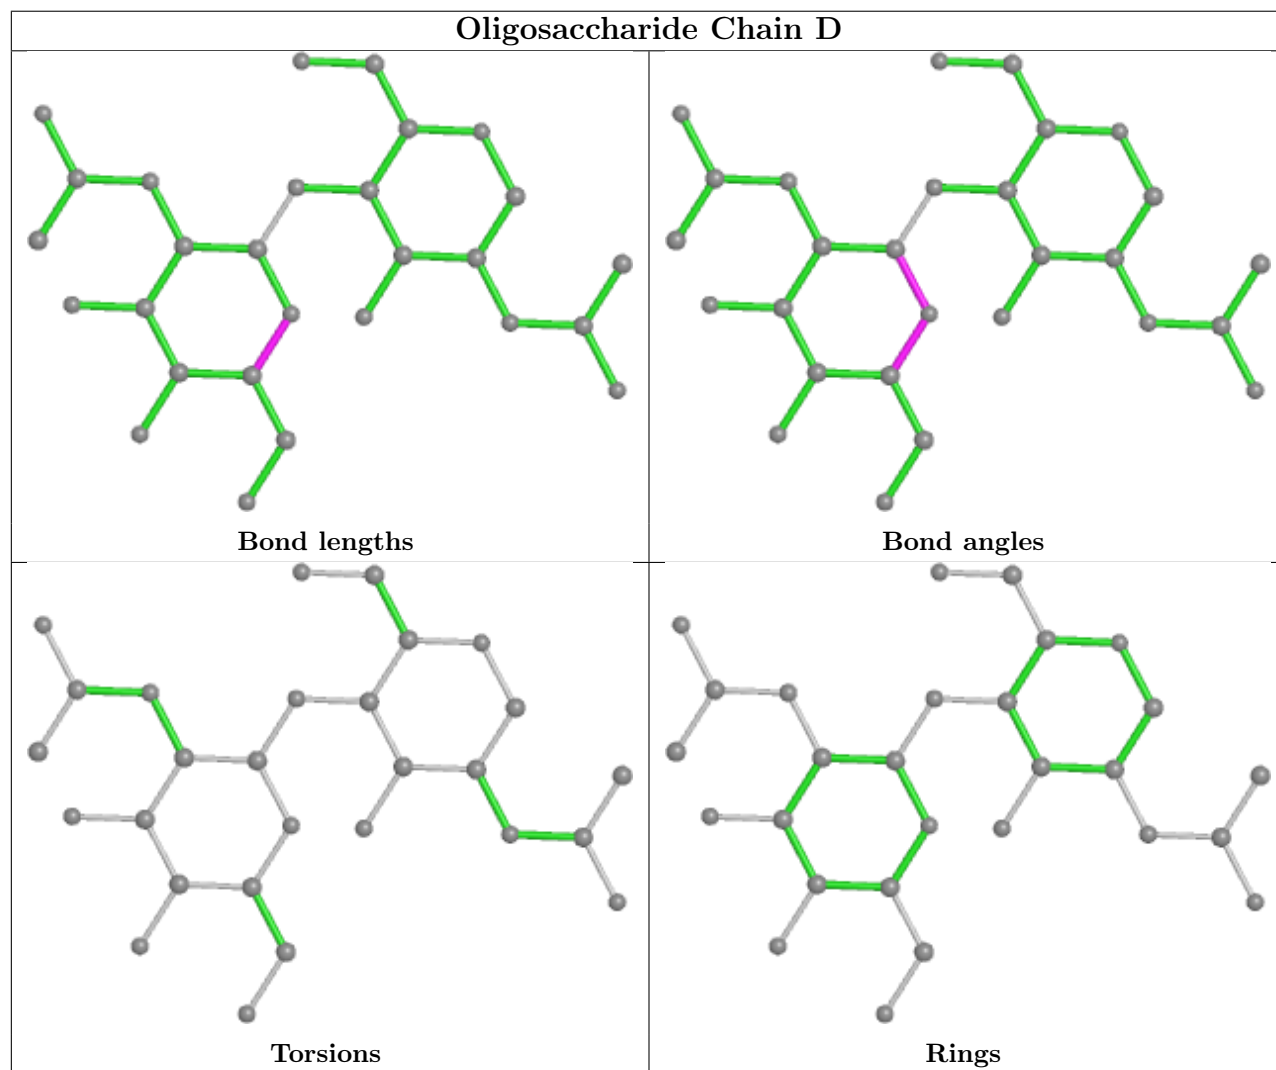 Oligosaccharide Chain D
Bond lengths
Bond angles
Torsions
Rings